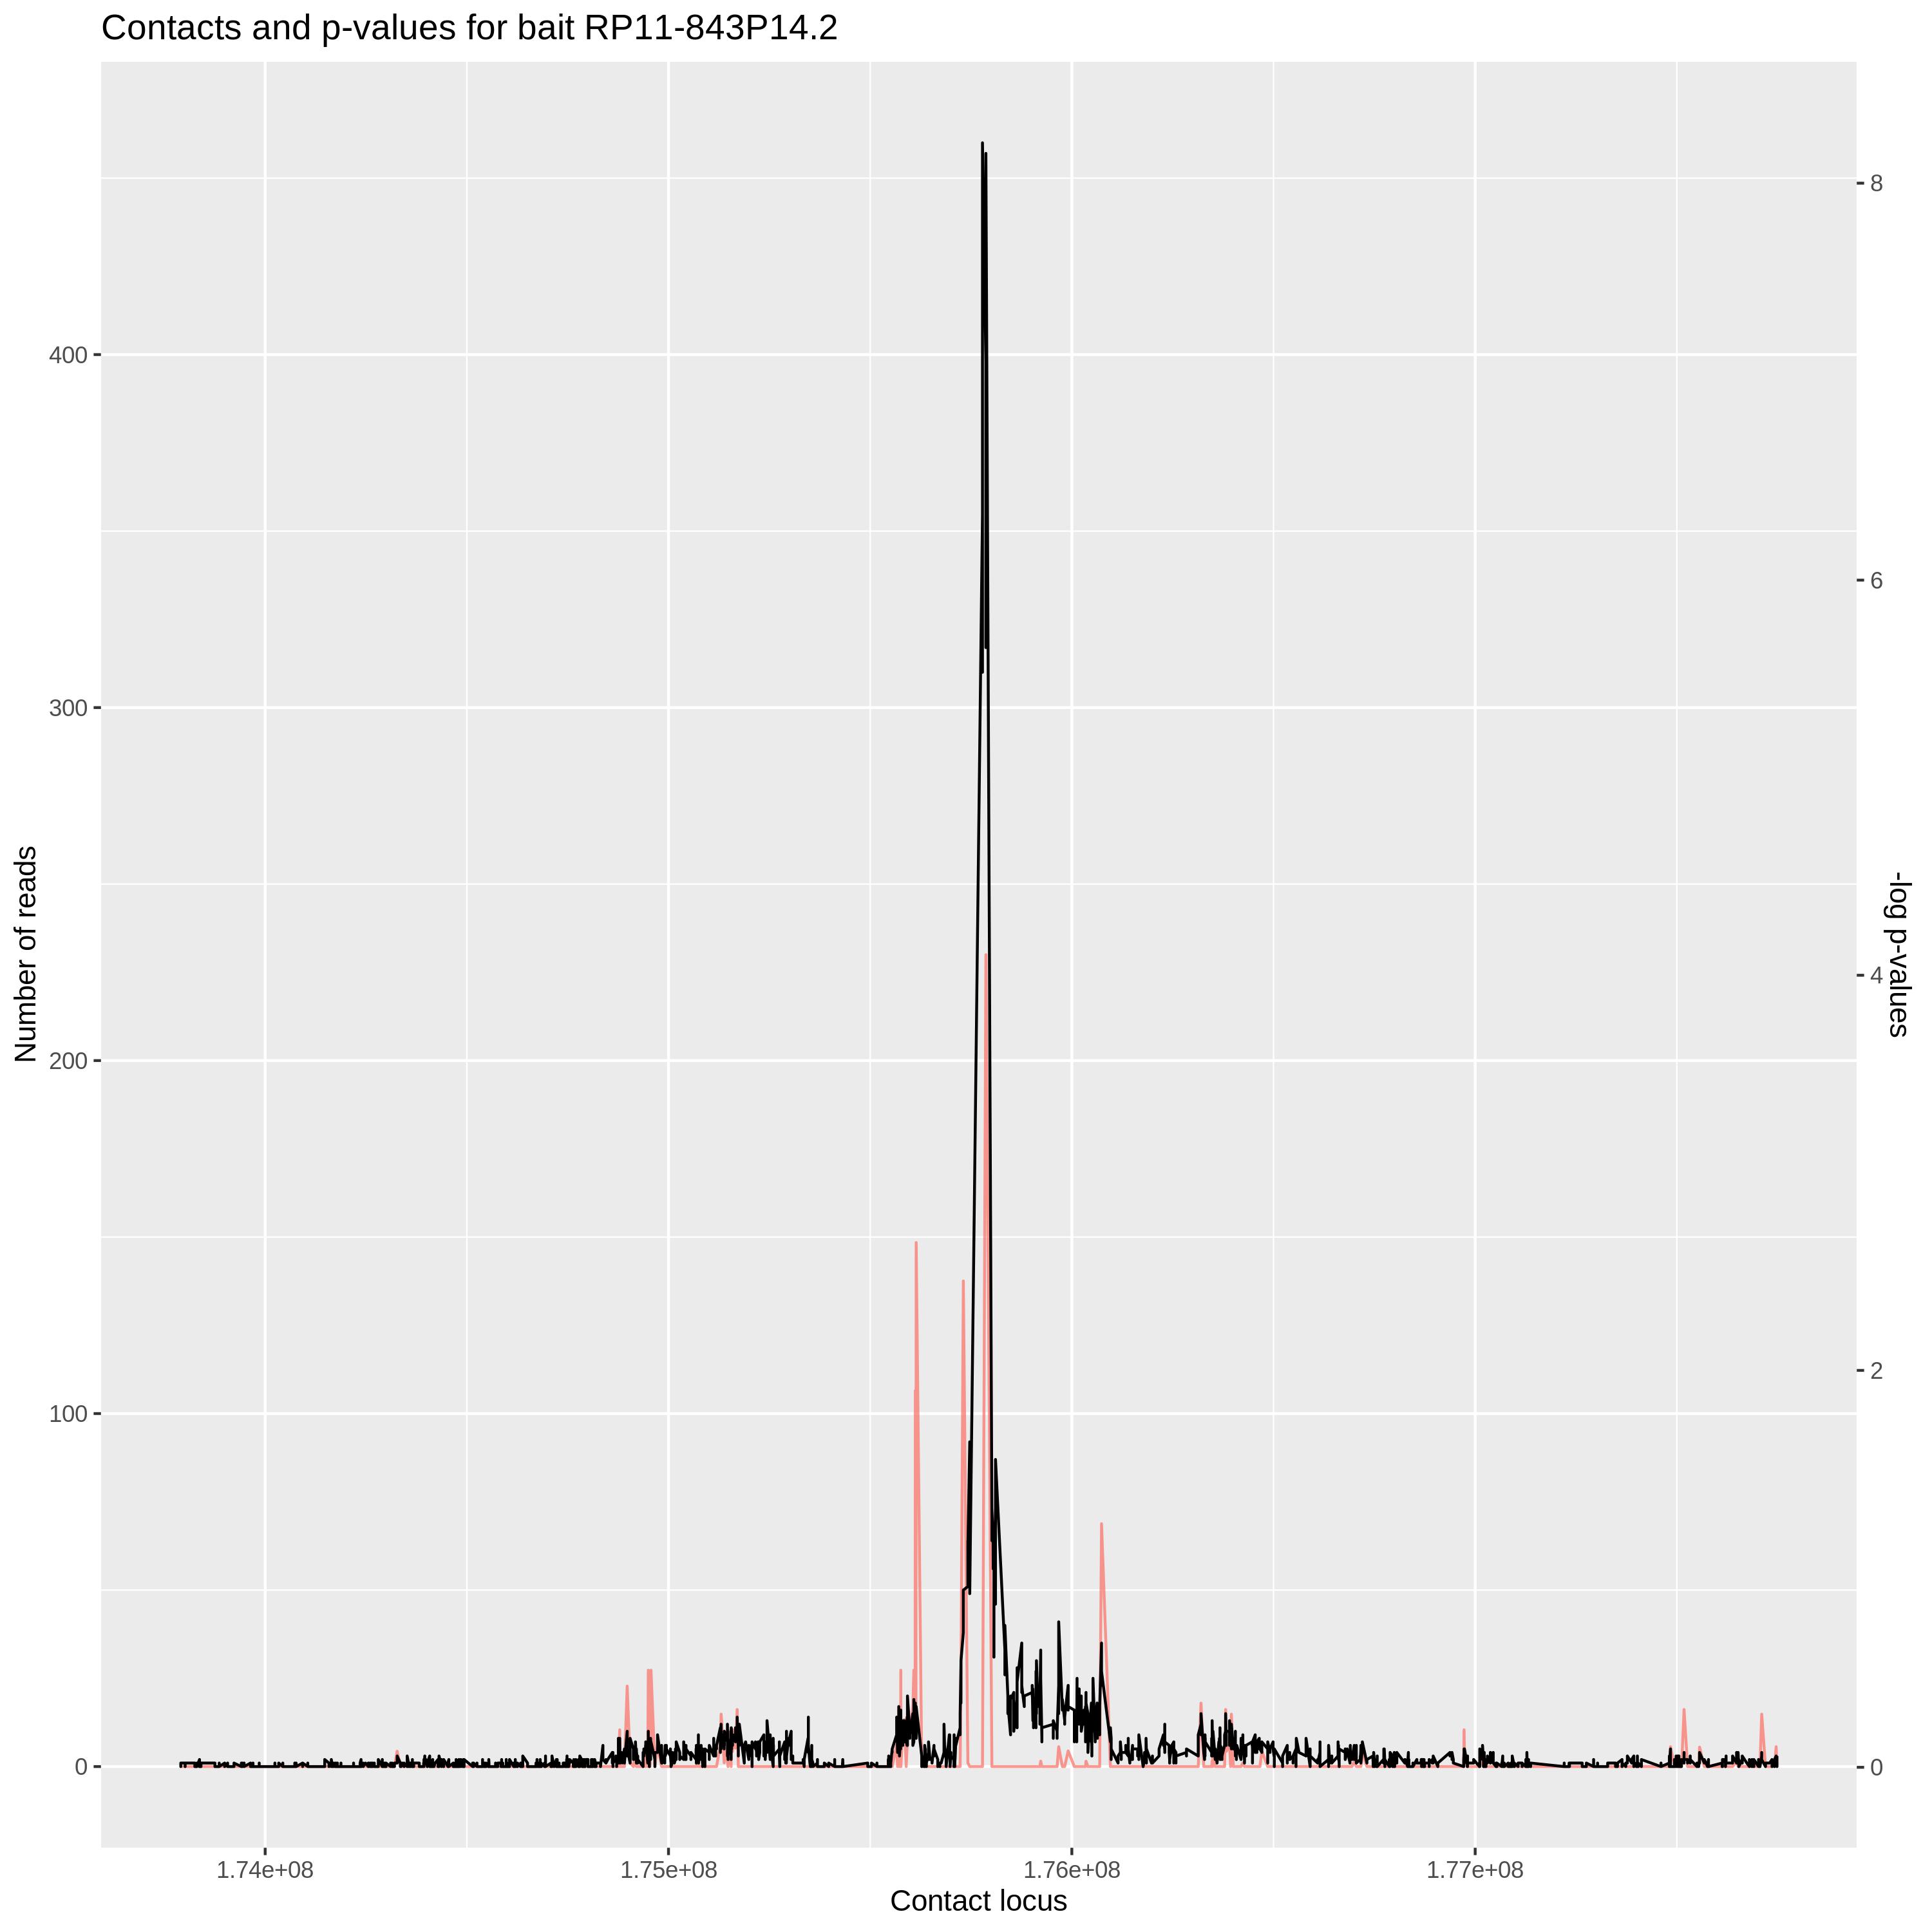 Contacts and p-values for bait RP11-843P14.2
Number of reads
400
300
200
100
0
8
6
4
2
0
-log p-values
1.74e+08 1.75e+08 1.76e+08 1.77e+08
Contact locus